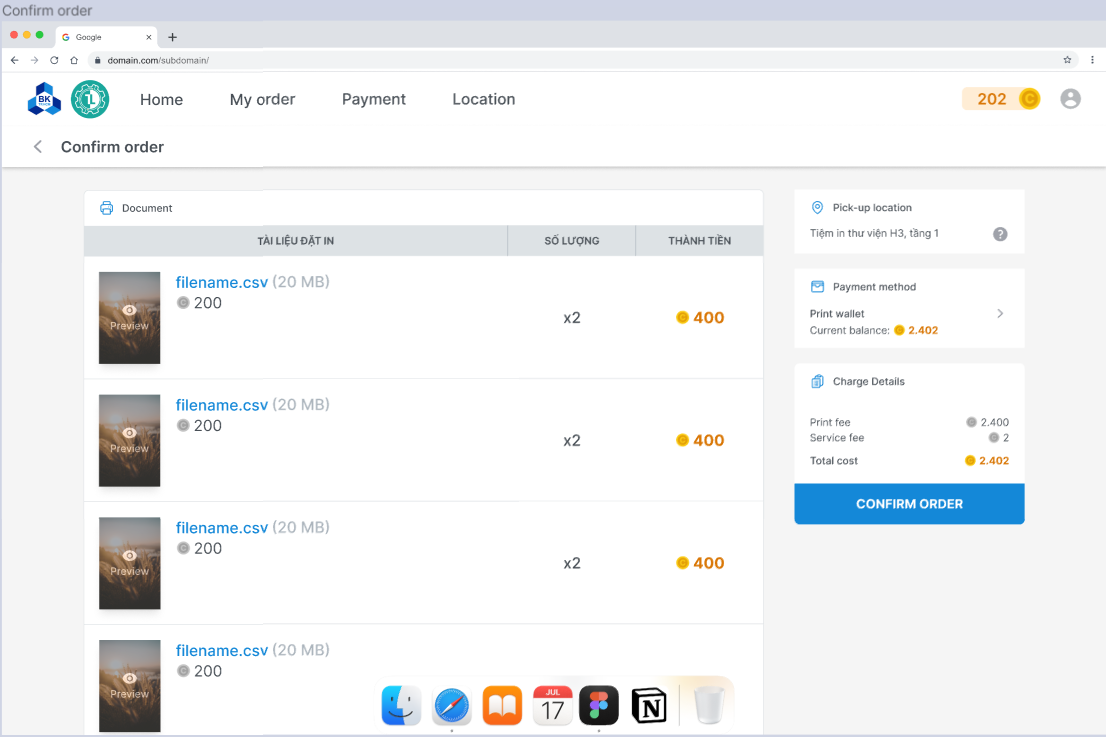 Confirm order
Google
domain.com/subdomain/
BK
Home
My order
Payment
Location
202
Confirm order
Document
TÀI LIỆU ĐẶT IN
SỐ LƯỢNG
THÀNH TIỀN
Preview
filename.csv (20 MB)
200
x2
400
Preview
filename.csv (20 MB)
200
x2
400
Preview
filename.csv (20 MB)
200
x2
400
Preview
filename.csv (20 MB)
200
Pick-up location
Tiệm in thư viện H3, tầng 1
Payment method
Print wallet
Current balance: 2.402
Charge Details
Print fee 2.400
Service fee 2
Total cost 2.402
CONFIRM ORDER
JUL
17